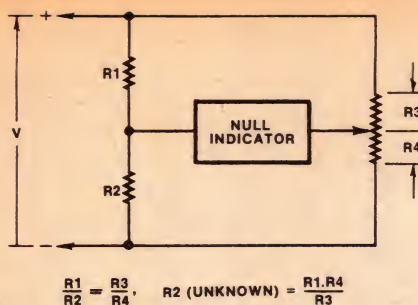 +
R1
R3
V
NULL
INDICATOR
R4
R2
−
R1/R2 = R3/R4, R2 (UNKNOWN) = R1.R4/R3